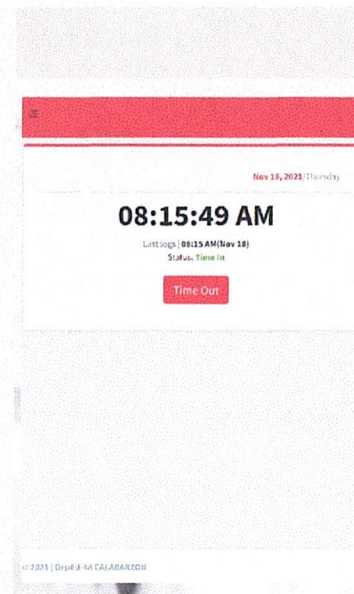 Nov 18, 2021/Thursday
08:15:49 AM
Last logs | 08:15 AM(Nov 18)
Status: Time In
Time Out
© 2021 | DepEd-4A CALABARZON